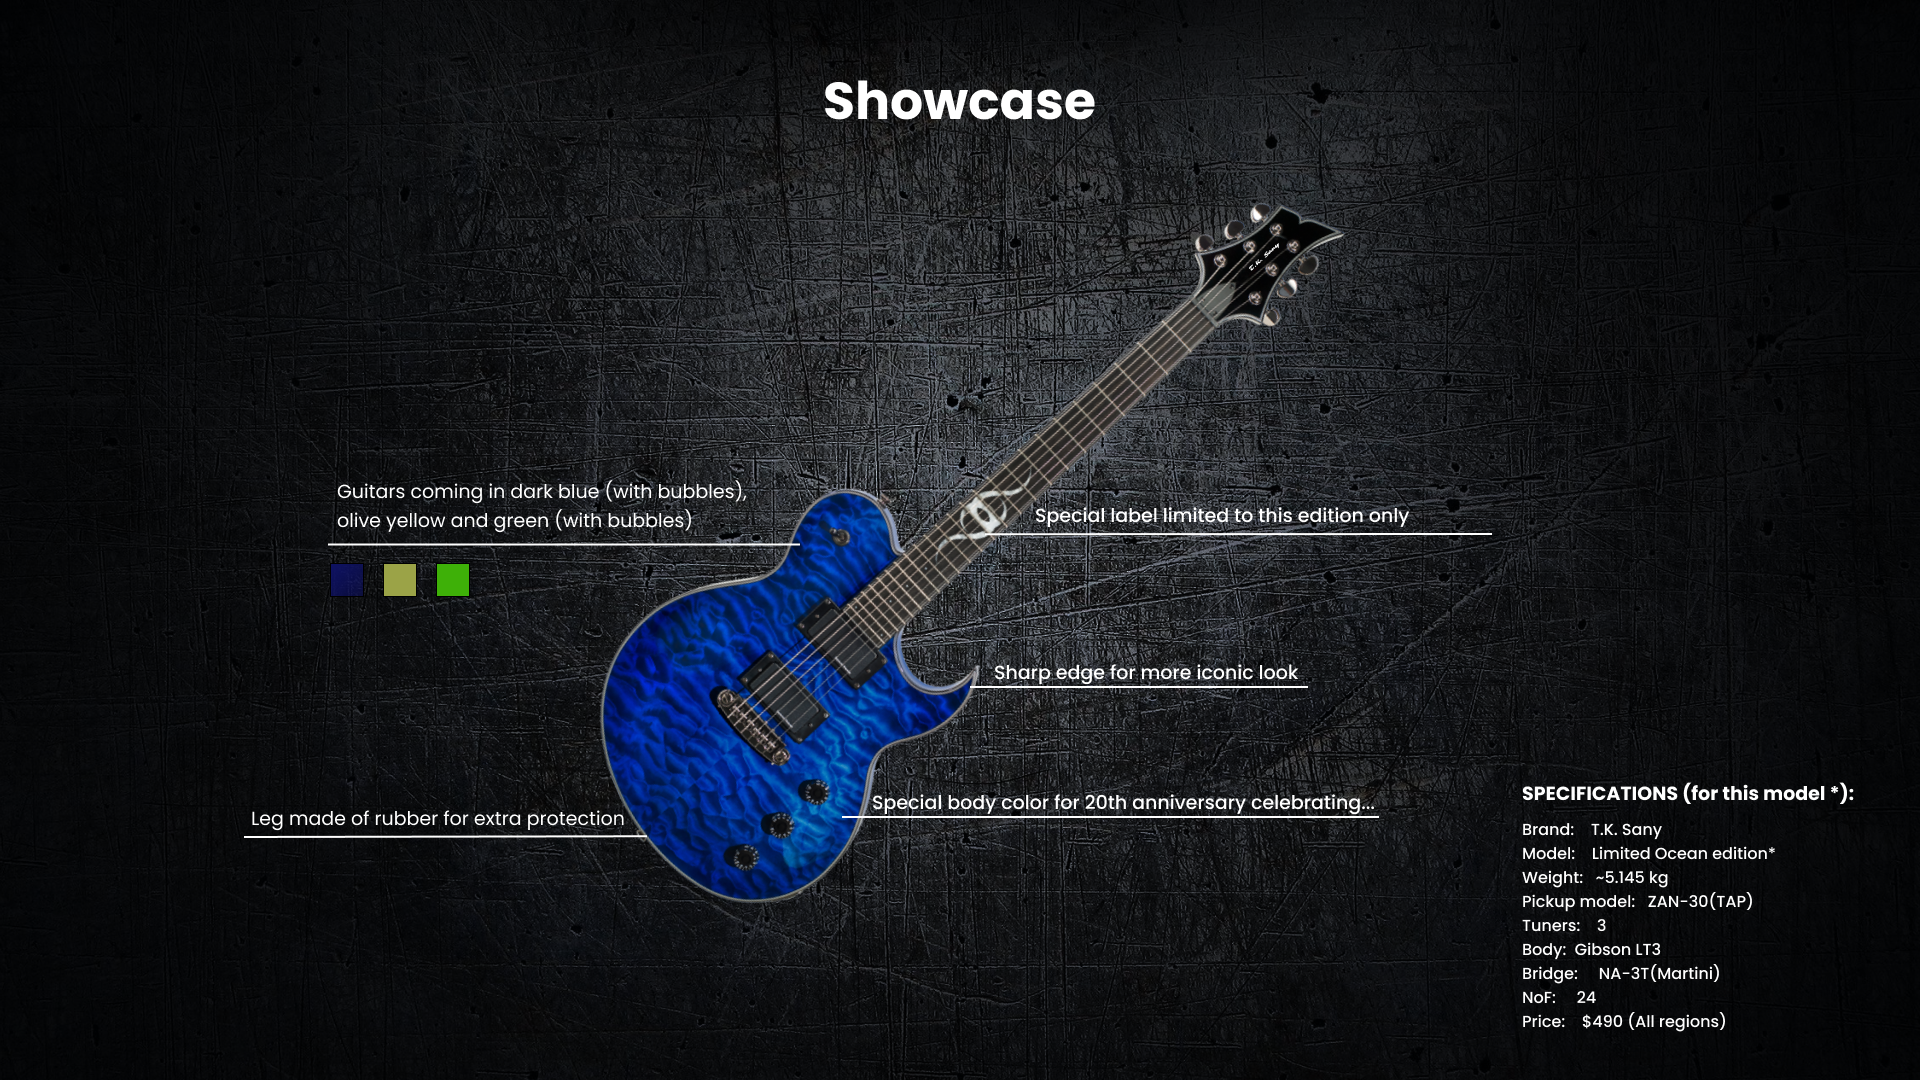 Showcase
T.K. Sany
Guitars coming in dark blue (with bubbles),
olive yellow and green (with bubbles)
Special label limited to this edition only
Sharp edge for more iconic look
Special body color for 20th anniversary celebrating...
Leg made of rubber for extra protection
SPECIFICATIONS (for this model *):
Brand: T.K. Sany
Model: Limited Ocean edition*
Weight: ~5.145 kg
Pickup model: ZAN-30(TAP)
Tuners: 3
Body: Gibson LT3
Bridge: NA-3T(Martini)
NoF: 24
Price: $490 (All regions)